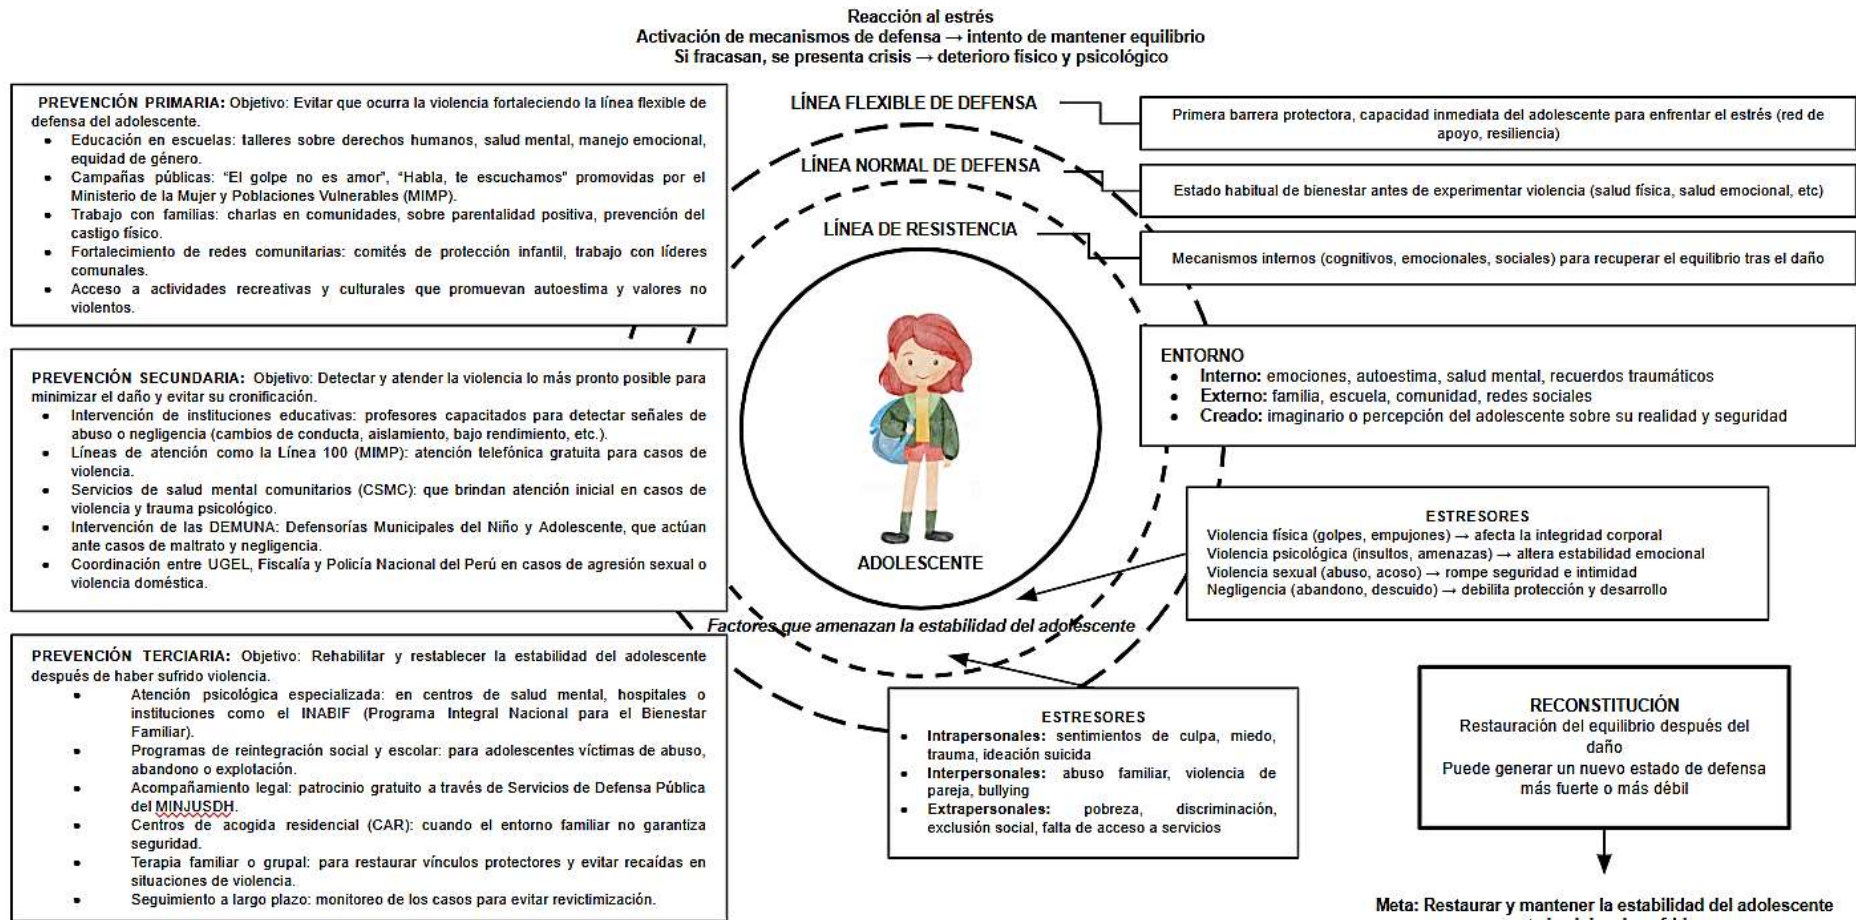 Reacción al estrés
Activación de mecanismos de defensa → intento de mantener equilibrio
Si fracasan, se presenta crisis → deterioro físico y psicológico
PREVENCIÓN PRIMARIA: Objetivo: Evitar que ocurra la violencia fortaleciendo la línea flexible de
defensa del adolescente.
• Educación en escuelas: talleres sobre derechos humanos, salud mental, manejo emocional,
equidad de género.
• Campañas públicas: “El golpe no es amor”, “Habla, te escuchamos” promovidas por el
Ministerio de la Mujer y Poblaciones Vulnerables (MIMP).
• Trabajo con familias: charlas en comunidades, sobre parentalidad positiva, prevención del
castigo físico.
• Fortalecimiento de redes comunitarias: comités de protección infantil, trabajo con líderes
comunales.
• Acceso a actividades recreativas y culturales que promuevan autoestima y valores no
violentos.
PREVENCIÓN SECUNDARIA: Objetivo: Detectar y atender la violencia lo más pronto posible para
minimizar el daño y evitar su cronificación.
• Intervención de instituciones educativas: profesores capacitados para detectar señales de
abuso o negligencia (cambios de conducta, aislamiento, bajo rendimiento, etc.).
• Líneas de atención como la Línea 100 (MIMP): atención telefónica gratuita para casos de
violencia.
• Servicios de salud mental comunitarios (CSMC): que brindan atención inicial en casos de
violencia y trauma psicológico.
• Intervención de las DEMUNA: Defensorías Municipales del Niño y Adolescente, que actúan
ante casos de maltrato y negligencia.
• Coordinación entre UGEL, Fiscalía y Policía Nacional del Perú en casos de agresión sexual o
violencia doméstica.
PREVENCIÓN TERCIARIA: Objetivo: Rehabilitar y restablecer la estabilidad del adolescente
después de haber sufrido violencia.
• Atención psicológica especializada: en centros de salud mental, hospitales o
instituciones como el INABIF (Programa Integral Nacional para el Bienestar
Familiar).
• Programas de reintegración social y escolar: para adolescentes víctimas de abuso,
abandono o explotación.
• Acompañamiento legal: patrocinio gratuito a través de Servicios de Defensa Pública
del MINJUSDH.
• Centros de acogida residencial (CAR): cuando el entorno familiar no garantiza
seguridad.
• Terapia familiar o grupal: para restaurar vínculos protectores y evitar recaídas en
situaciones de violencia.
• Seguimiento a largo plazo: monitoreo de los casos para evitar revictimización.
LÍNEA FLEXIBLE DE DEFENSA
LÍNEA NORMAL DE DEFENSA
LÍNEA DE RESISTENCIA
ADOLESCENTE
Factores que amenazan la estabilidad del adolescente
Primera barrera protectora, capacidad inmediata del adolescente para enfrentar el estrés (red de
apoyo, resiliencia)
Estado habitual de bienestar antes de experimentar violencia (salud física, salud emocional, etc)
Mecanismos internos (cognitivos, emocionales, sociales) para recuperar el equilibrio tras el daño
ENTORNO
• Interno: emociones, autoestima, salud mental, recuerdos traumáticos
• Externo: familia, escuela, comunidad, redes sociales
• Creado: imaginario o percepción del adolescente sobre su realidad y seguridad
ESTRESORES
Violencia física (golpes, empujones) → afecta la integridad corporal
Violencia psicológica (insultos, amenazas) → altera estabilidad emocional
Violencia sexual (abuso, acoso) → rompe seguridad e intimidad
Negligencia (abandono, descuido) → debilita protección y desarrollo
ESTRESORES
• Intrapersonales: sentimientos de culpa, miedo,
trauma, ideación suicida
• Interpersonales: abuso familiar, violencia de
pareja, bullying
• Extrapersonales: pobreza, discriminación,
exclusión social, falta de acceso a servicios
RECONSTITUCIÓN
Restauración del equilibrio después del
daño
Puede generar un nuevo estado de defensa
más fuerte o más débil
Meta: Restaurar y mantener la estabilidad del adolescente